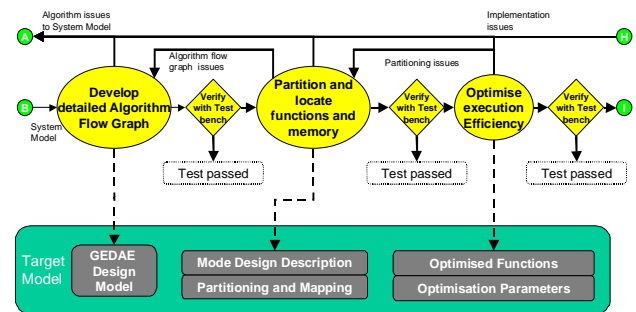 Algorithm issues
to System Model
Implementation
issues
A
H
Algorithm flow
graph issues
Partitioning issues
Develop
detailed Algorithm
Flow Graph
Verify
with Test
bench
Partition and
locate
functions and
memory
Verify
with Test
bench
Optimise
execution
Efficiency
Verify
with Test
bench
B
I
System
Model
Test passed
Test passed
Test passed
Target
Model
GEDAE
Design
Model
Mode Design Description
Partitioning and Mapping
Optimised Functions
Optimisation Parameters